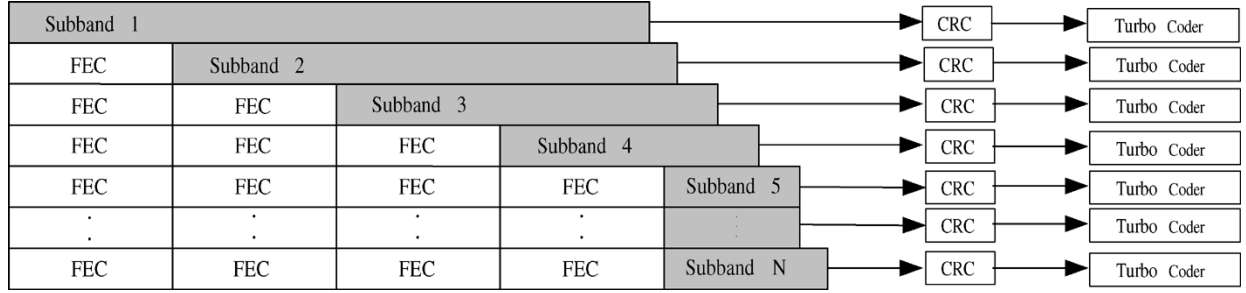 Subband 1 CRC Turbo Coder
FEC Subband 2 CRC Turbo Coder
FEC FEC Subband 3 CRC Turbo Coder
FEC FEC FEC Subband 4 CRC Turbo Coder
FEC FEC FEC FEC Subband 5 CRC Turbo Coder
: : : : : CRC Turbo Coder
FEC FEC FEC FEC Subband N CRC Turbo Coder